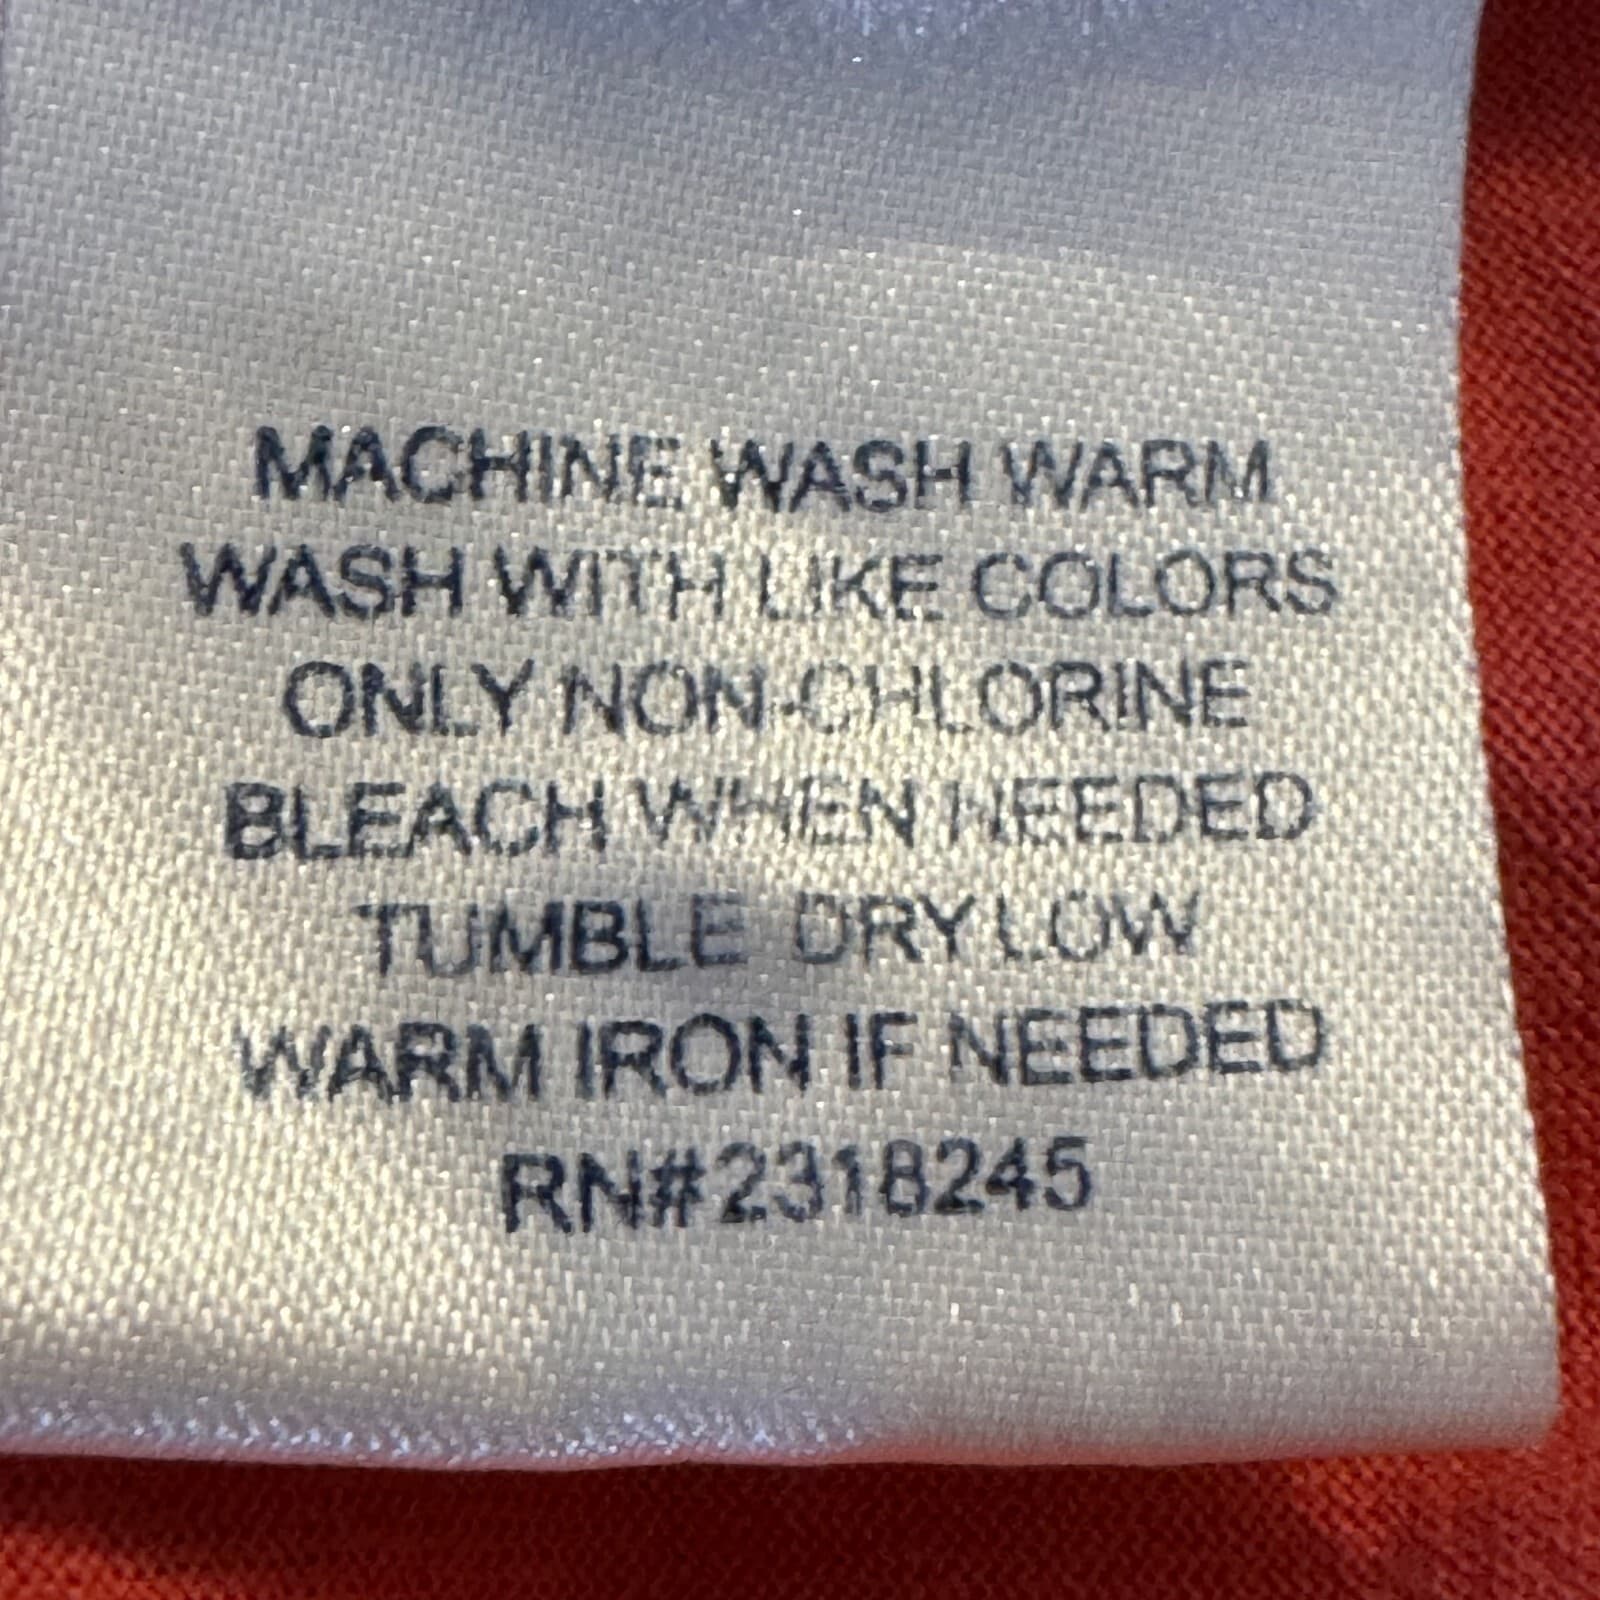 MACHINE WASH WARM
WASH WITH LIKE COLORS
ONLY NON-CHLORINE
BLEACH WHEN NEEDED
TUMBLE DRY LOW
WARM IRON IF NEEDED
RN#2318245